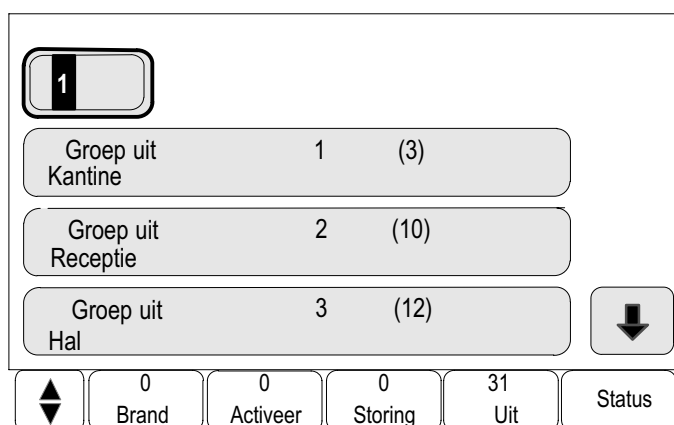 1
Groep uit 1 (3)
Kantine
Groep uit 2 (10)
Receptie
Groep uit 3 (12)
Hal
0 0 0 31
Brand Activeer Storing Uit Status